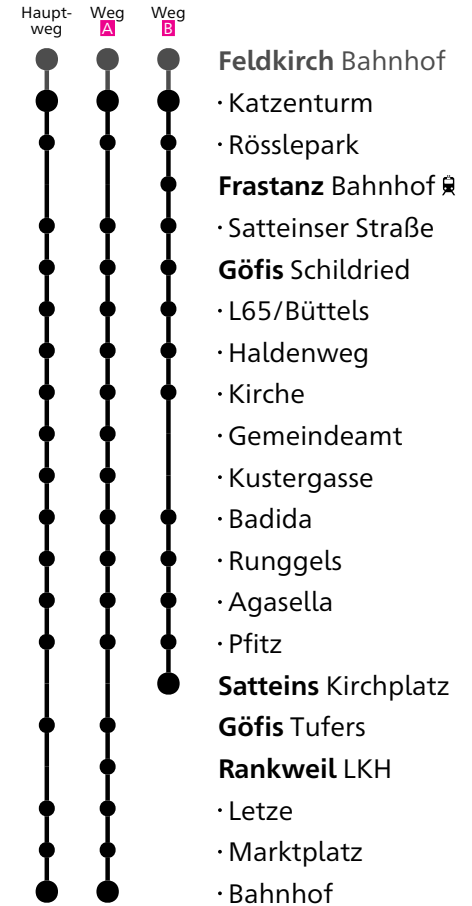 Haupt-
weg
Weg
A
Weg
B
Feldkirch Bahnhof
· Katzenturm
· Rösslepark
Frastanz Bahnhof
· Satteinser Straße
Göfis Schildried
· L65/Büttels
· Haldenweg
· Kirche
· Gemeindeamt
· Kustergasse
· Badida
· Runggels
· Agasella
· Pfitz
Satteins Kirchplatz
Göfis Tufers
Rankweil LKH
· Letze
· Marktplatz
· Bahnhof